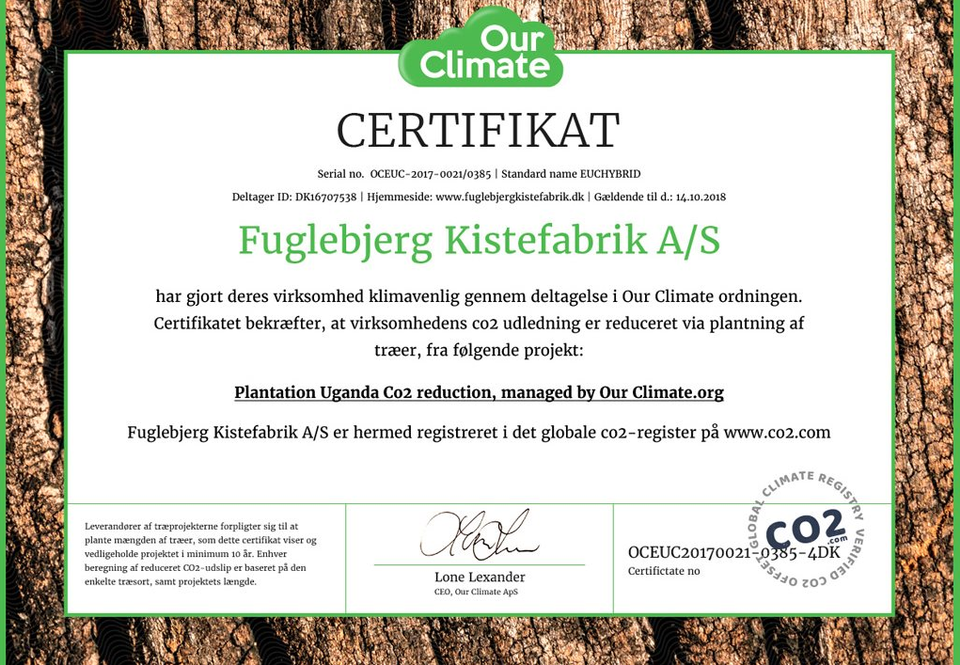 Our
Climate
CERTIFIKAT
Serial no. OCEUC-2017-0021/0385 | Standard name EUCHYBRID
Deltager ID: DK16707538 | Hjemmeside: www.fuglebjergkistefabrik.dk | Gældende til d.: 14.10.2018
Fuglebjerg Kistefabrik A/S
har gjort deres virksomhed klimavenlig gennem deltagelse i Our Climate ordningen.
Certifikatet bekræfter, at virksomhedens co2 udledning er reduceret via plantning af
træer, fra følgende projekt:
Plantation Uganda Co2 reduction, managed by Our Climate.org
Fuglebjerg Kistefabrik A/S er hermed registreret i det globale co2-register på www.co2.com
Leverandører af træprojekterne forpligter sig til at
plante mængden af træer, som dette certifikat viser og
vedligeholde projektet i minimum 10 år. Enhver
beregning af reduceret CO2-udslip er baseret på den
enkelte træsort, samt projektets længde.
Lone Lexander
CEO, Our Climate ApS
OCEUC20170021-0385-4DK
Certifictate no
GLOBAL CLIMATE REGISTRY
CO2
.com
VERIFIED CO2 OFFSET